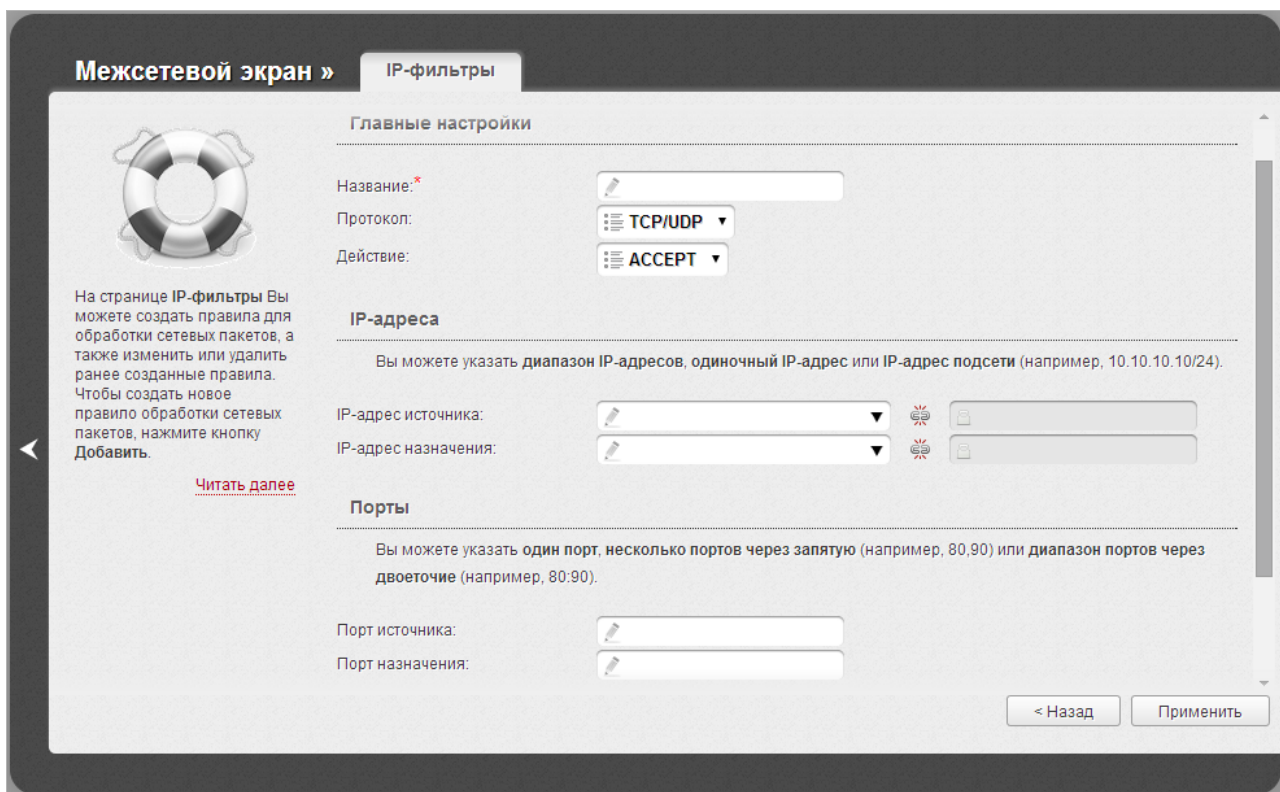 Межсетевой экран »
IP-фильтры
На странице IP-фильтры Вы
можете создать правила для
обработки сетевых пакетов, а
также изменить или удалить
ранее созданные правила.
Чтобы создать новое
правило обработки сетевых
пакетов, нажмите кнопку
Добавить.
Читать далее
Главные настройки
Название:*
Протокол:
TCP/UDP
Действие:
ACCEPT
IP-адреса
Вы можете указать диапазон IP-адресов, одиночный IP-адрес или IP-адрес подсети (например, 10.10.10.10/24).
IP-адрес источника:
IP-адрес назначения:
Порты
Вы можете указать один порт, несколько портов через запятую (например, 80,90) или диапазон портов через
двоеточие (например, 80:90).
Порт источника:
Порт назначения:
< Назад
Применить